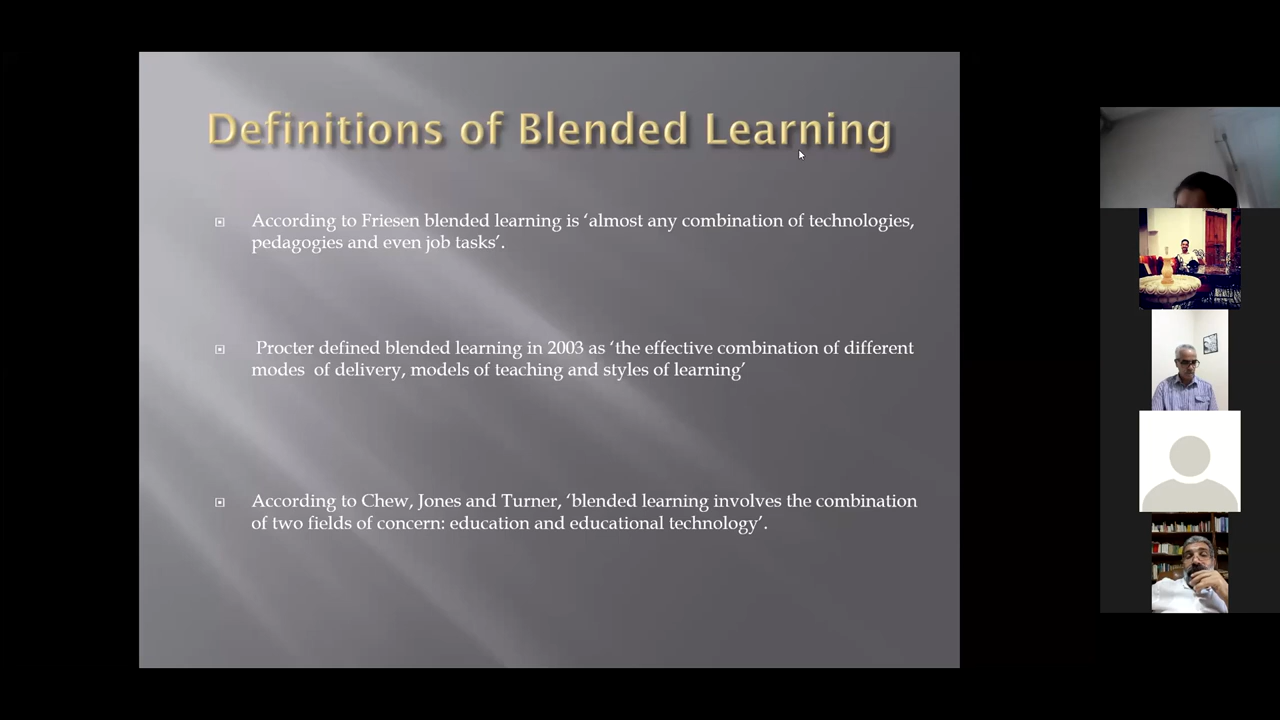 Definitions of Blended Learning
According to Friesen blended learning is ‘almost any combination of technologies,
pedagogies and even job tasks’.
Procter defined blended learning in 2003 as ‘the effective combination of different
modes of delivery, models of teaching and styles of learning’
According to Chew, Jones and Turner, ‘blended learning involves the combination
of two fields of concern: education and educational technology’.